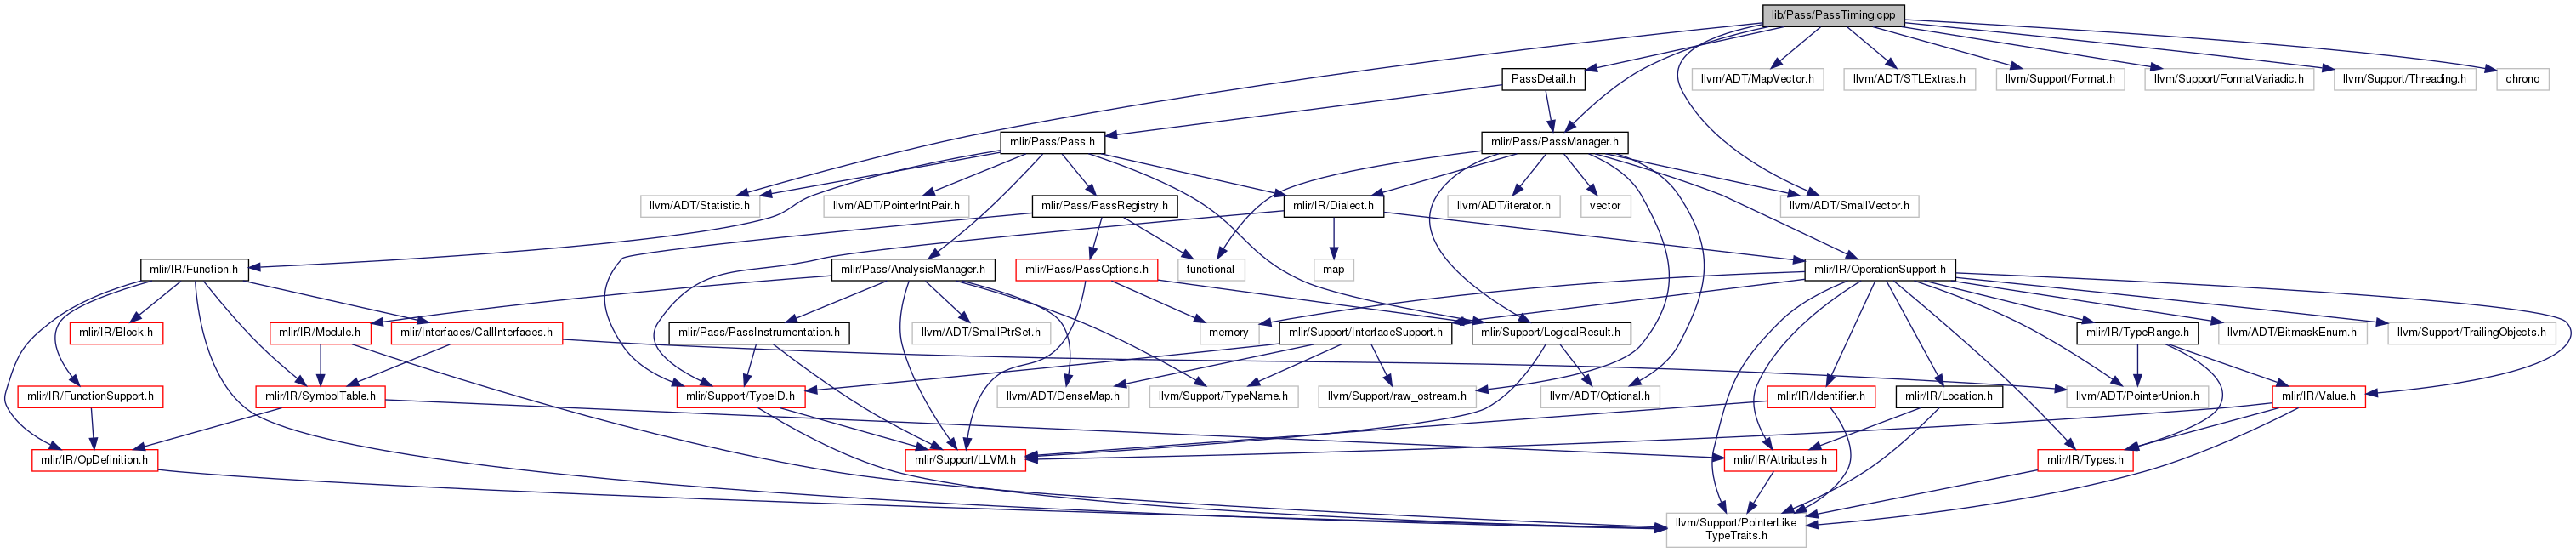 lib/Pass/PassTiming.cpp
PassDetail.h
llvm/ADT/MapVector.h
llvm/ADT/STLExtras.h
llvm/Support/Format.h
llvm/Support/FormatVariadic.h
llvm/Support/Threading.h
chrono
mlir/Pass/Pass.h
mlir/Pass/PassManager.h
llvm/ADT/Statistic.h
llvm/ADT/PointerIntPair.h
mlir/Pass/PassRegistry.h
mlir/IR/Dialect.h
llvm/ADT/iterator.h
vector
llvm/ADT/SmallVector.h
mlir/IR/Function.h
mlir/Pass/AnalysisManager.h
mlir/Pass/PassOptions.h
functional
map
mlir/IR/OperationSupport.h
mlir/IR/Block.h
mlir/IR/Module.h
mlir/Interfaces/CallInterfaces.h
mlir/Pass/PassInstrumentation.h
llvm/ADT/SmallPtrSet.h
memory
mlir/Support/InterfaceSupport.h
mlir/Support/LogicalResult.h
mlir/IR/TypeRange.h
llvm/ADT/BitmaskEnum.h
llvm/Support/TrailingObjects.h
mlir/IR/FunctionSupport.h
mlir/IR/SymbolTable.h
mlir/Support/TypeID.h
llvm/ADT/DenseMap.h
llvm/Support/TypeName.h
llvm/Support/raw_ostream.h
llvm/ADT/Optional.h
mlir/IR/Identifier.h
mlir/IR/Location.h
llvm/ADT/PointerUnion.h
mlir/IR/Value.h
mlir/IR/OpDefinition.h
mlir/Support/LLVM.h
mlir/IR/Attributes.h
mlir/IR/Types.h
llvm/Support/PointerLike
TypeTraits.h